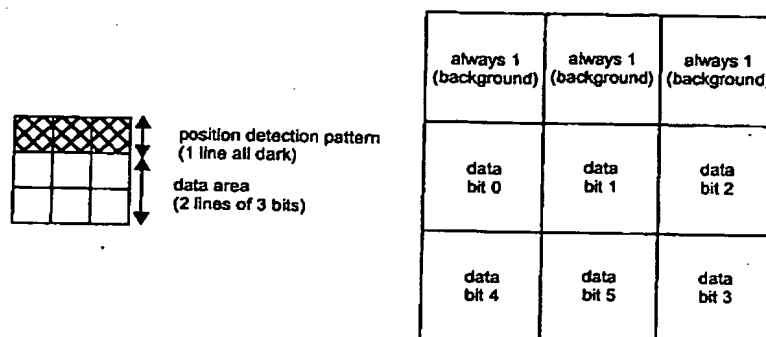 position detection pattern
(1 line all dark)
data area
(2 lines of 3 bits)
always 1
(background)
always 1
(background)
always 1
(background)
data
bit 0
data
bit 1
data
bit 2
data
bit 4
data
bit 5
data
bit 3